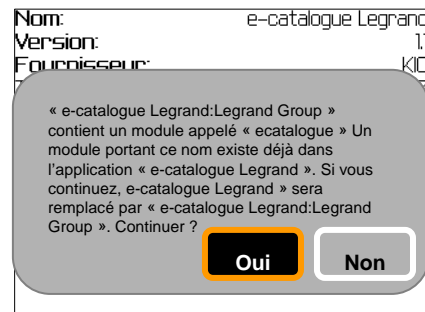 Nom: e-catalogue Legrand
Version: 1.
Fournisseur: KIC
« e-catalogue Legrand:Legrand Group »
contient un module appelé « ecatalogue » Un
module portant ce nom existe déjà dans
l'application « e-catalogue Legrand ». Si vous
continuez, e-catalogue Legrand » sera
remplacé par « e-catalogue Legrand:Legrand
Group ». Continuer ?
Oui Non